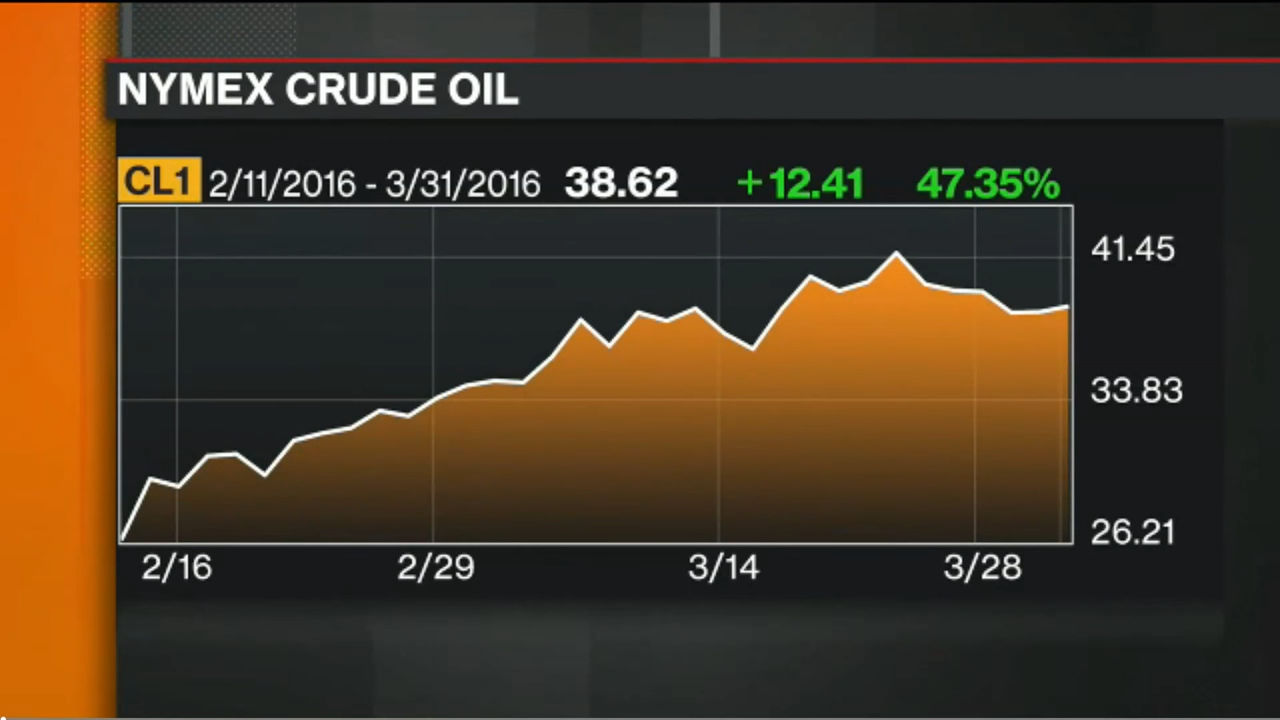 NYMEX CRUDE OIL
CL1 2/11/2016 - 3/31/2016 38.62 +12.41 47.35%
41.45
33.83
26.21
2/16 2/29 3/14 3/28